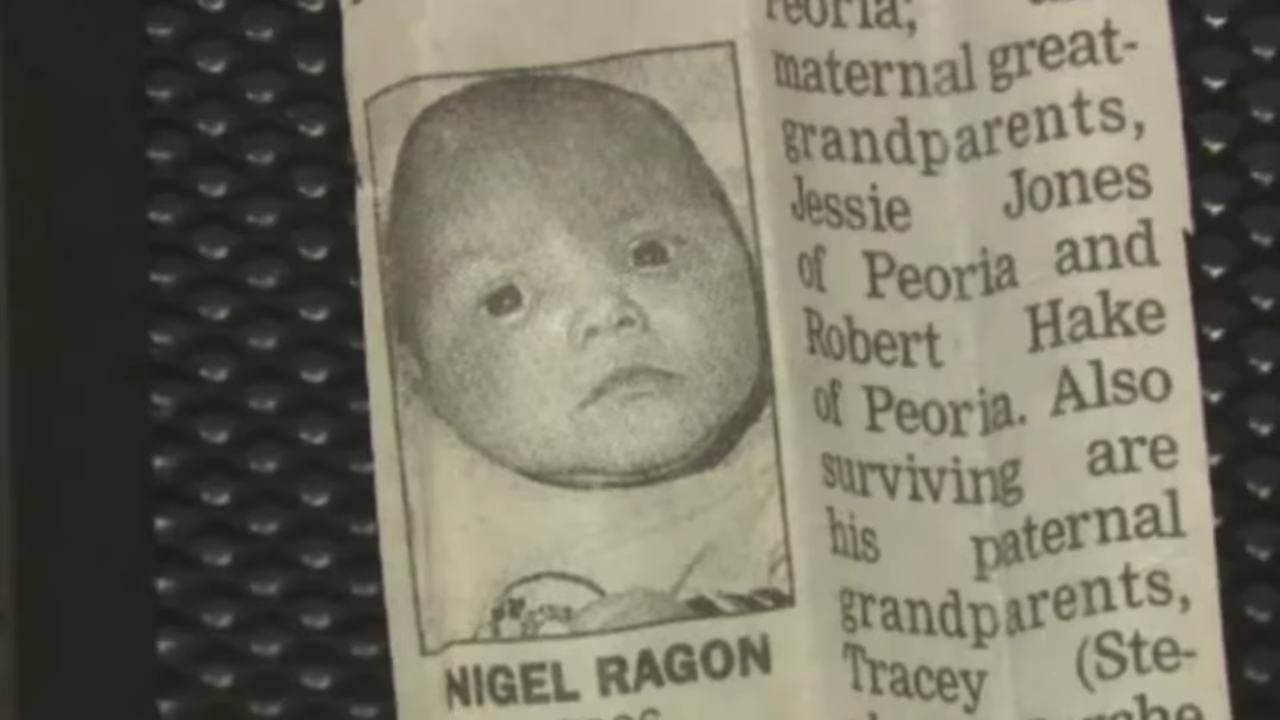 NIGEL RAGON
Peoria;
maternal great-
grandparents,
Jessie Jones
of Peoria and
Robert Hake
of Peoria. Also
surviving are
his paternal
grandparents,
Tracey (Ste-